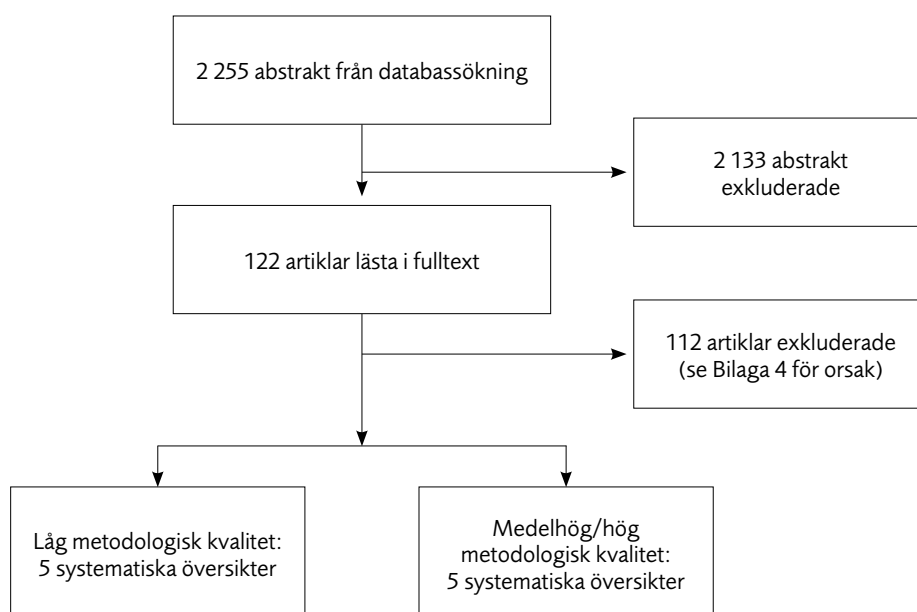 2 255 abstrakt från databassökning
2 133 abstrakt
exkluderade
122 artiklar lästa i fulltext
112 artiklar exkluderade
(se Bilaga 4 för orsak)
Låg metodologisk kvalitet:
5 systematiska översikter
Medelhög/hög
metodologisk kvalitet:
5 systematiska översikter